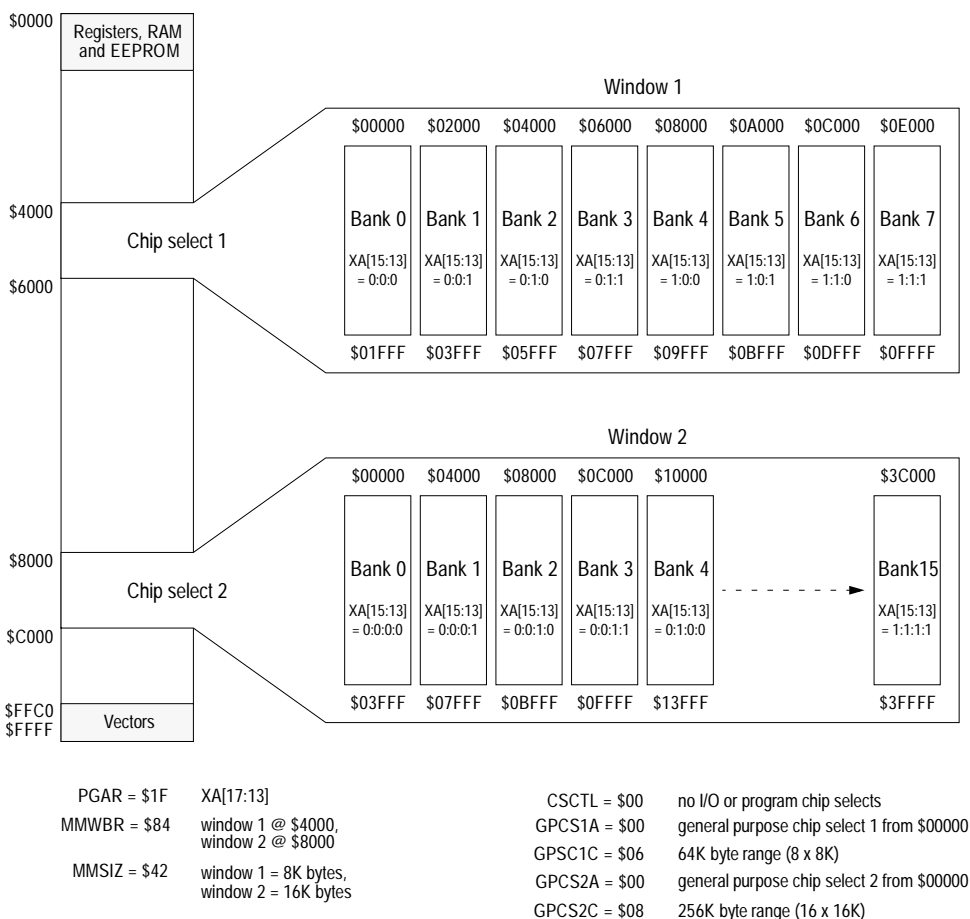 $0000
Registers, RAM
and EEPROM
$4000
Chip select 1
$6000
$8000
Chip select 2
$C000
$FFC0
$FFFF
Vectors
Window 1
$00000 $02000 $04000 $06000 $08000 $0A000 $0C000 $0E000
Bank 0 Bank 1 Bank 2 Bank 3 Bank 4 Bank 5 Bank 6 Bank 7
XA[15:13] XA[15:13] XA[15:13] XA[15:13] XA[15:13] XA[15:13] XA[15:13] XA[15:13]
= 0:0:0 = 0:0:1 = 0:1:0 = 0:1:1 = 1:0:0 = 1:0:1 = 1:1:0 = 1:1:1
$01FFF $03FFF $05FFF $07FFF $09FFF $0BFFF $0DFFF $0FFFF
Window 2
$00000 $04000 $08000 $0C000 $10000 $3C000
Bank 0 Bank 1 Bank 2 Bank 3 Bank 4 Bank15
XA[15:13] XA[15:13] XA[15:13] XA[15:13] XA[15:13] XA[15:13]
= 0:0:0:0 = 0:0:0:1 = 0:0:1:0 = 0:0:1:1 = 0:1:0:0 = 1:1:1:1
$03FFF $07FFF $0BFFF $0FFFF $13FFF $3FFFF
PGAR = $1F XA[17:13]
MMWBR = $84 window 1 @ $4000,
window 2 @ $8000
MMSIZ = $42 window 1 = 8K bytes,
window 2 = 16K bytes
CSCTL = $00 no I/O or program chip selects
GPCS1A = $00 general purpose chip select 1 from $00000
GPSC1C = $06 64K byte range (8 x 8K)
GPCS2A = $00 general purpose chip select 2 from $00000
GPCS2C = $08 256K byte range (16 x 16K)